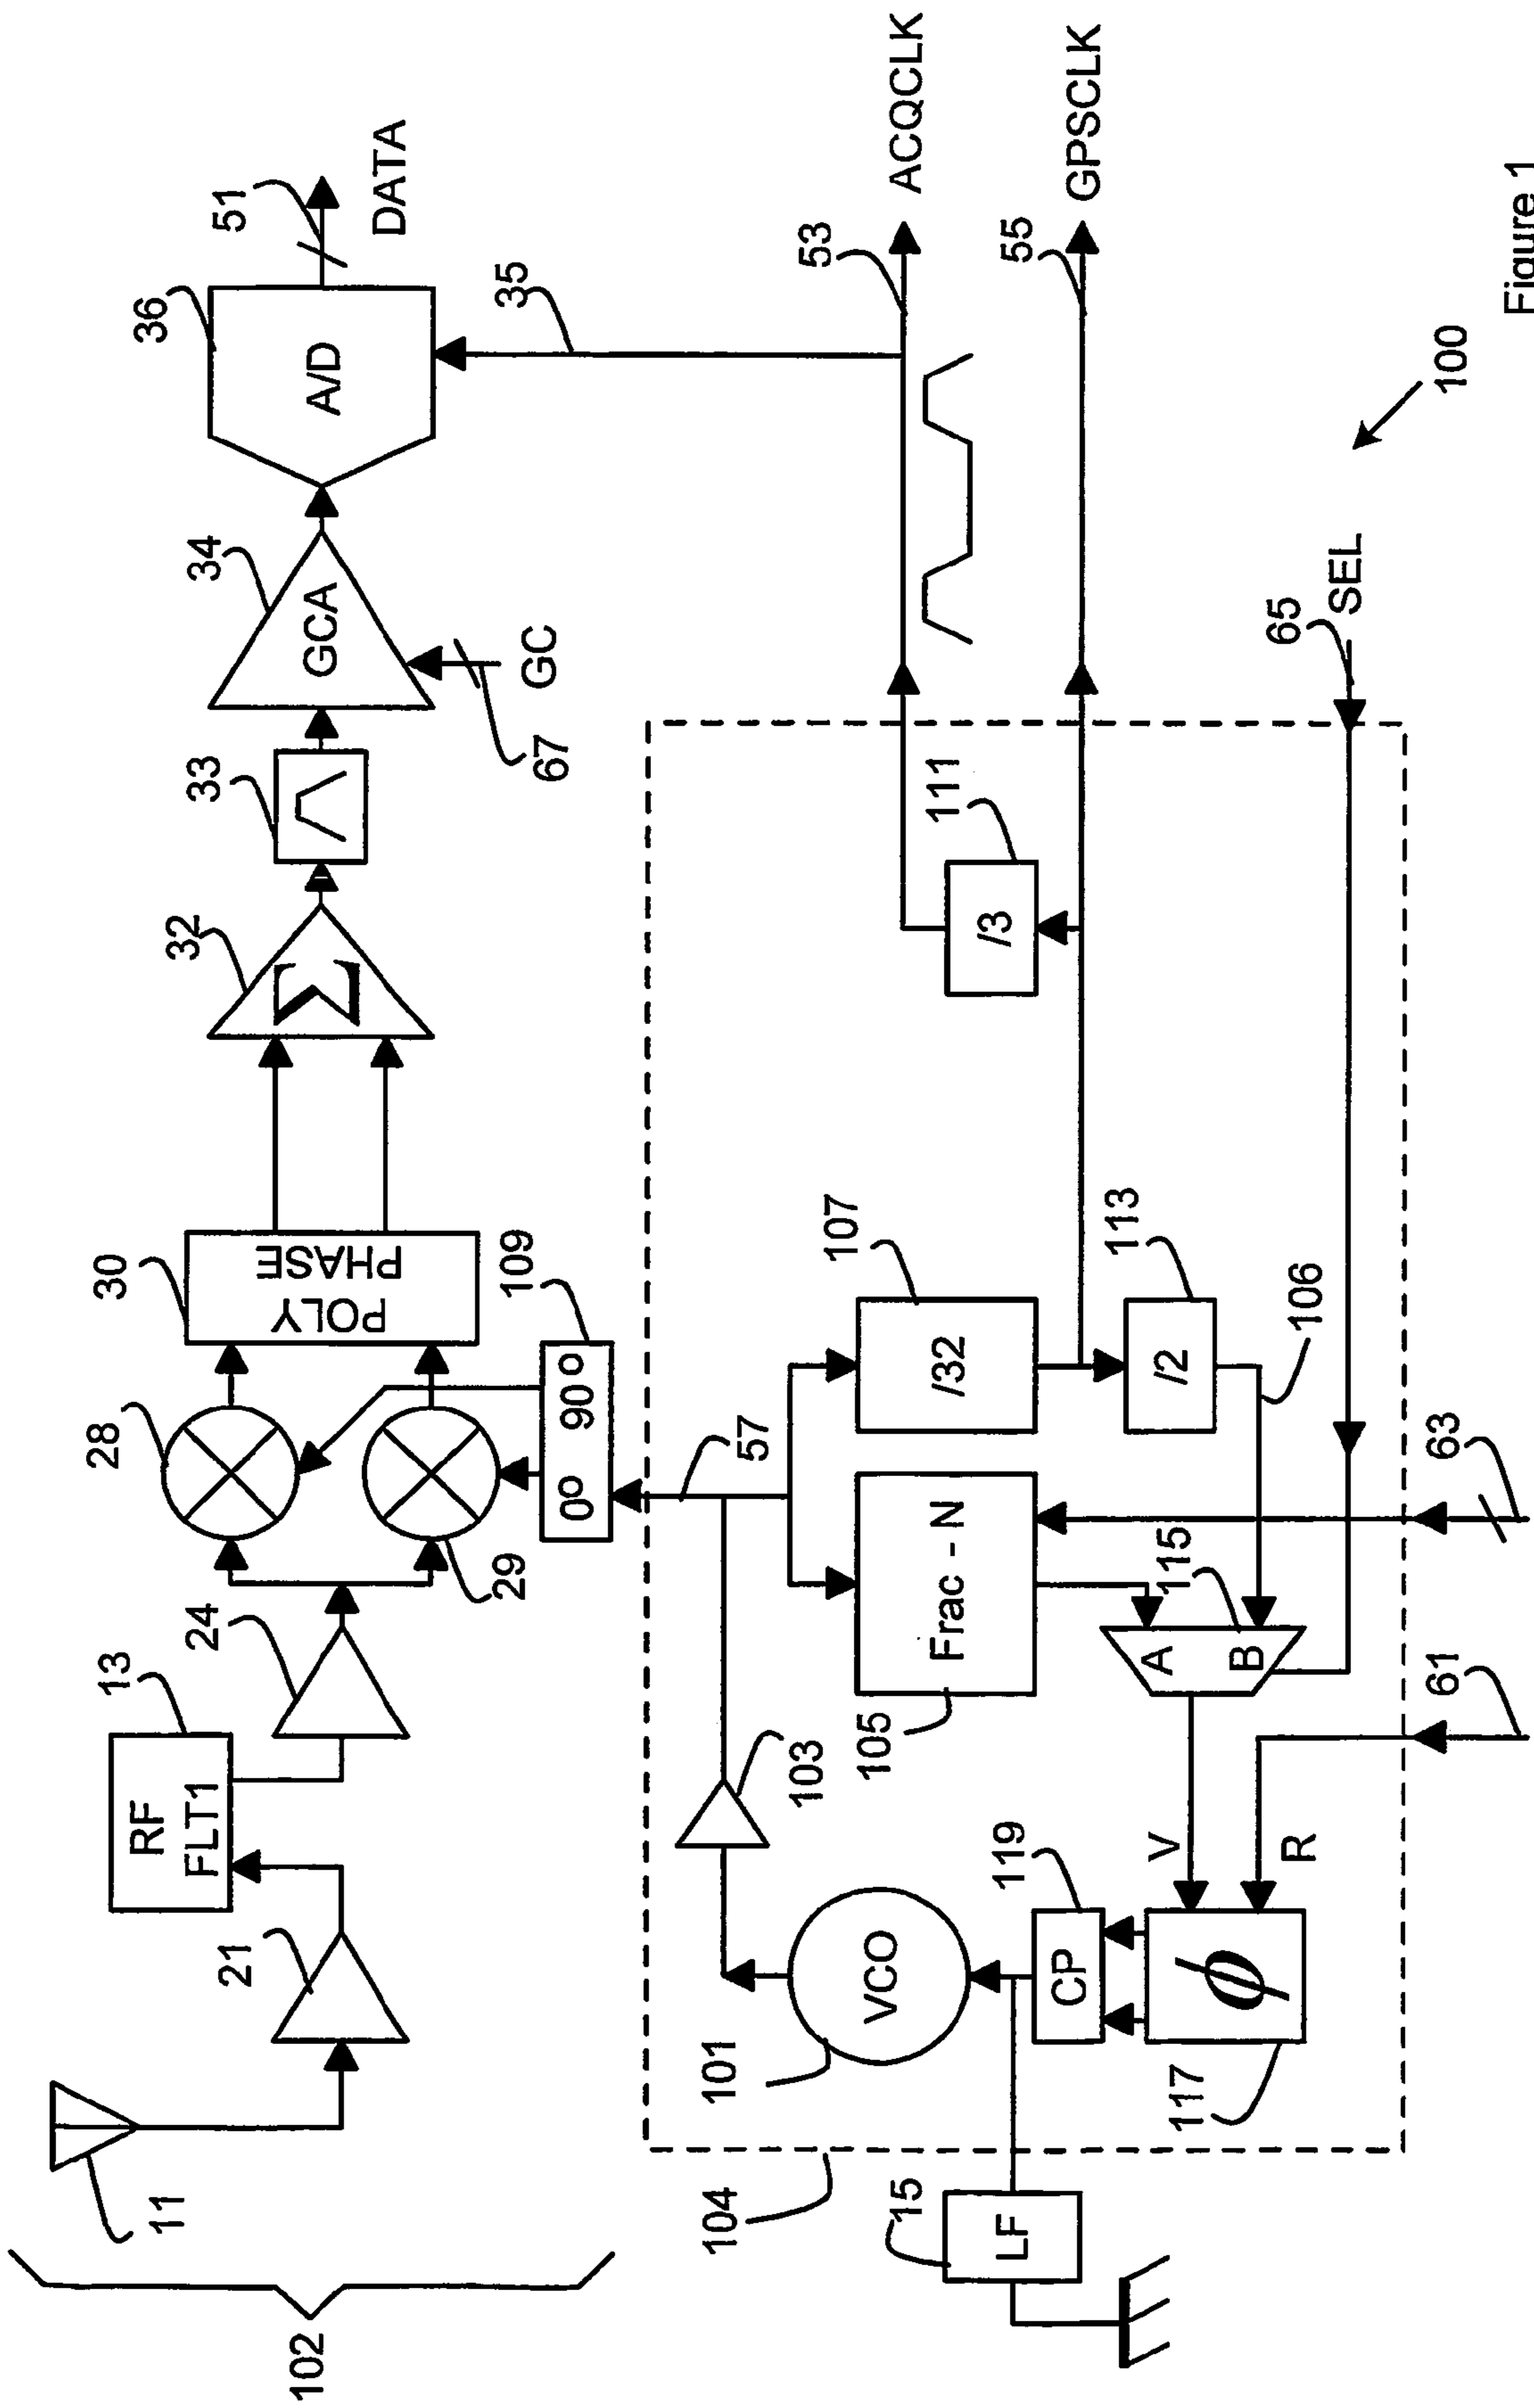 102
11
21
RF
FLT1
13
24
28
29
30
POLY
PHASE
109
0o
90 o
32
Σ
33
34
GCA
67
GC
36
A/D
51
DATA
35
53
ACQCLK
55
GPSCLK
104
15
LF
101
VCO
103
57
119
CP
117
ϕ
V
R
105
Frac - N
107
/32
113
/2
106
111
/3
115
A
B
61
63
65
SEL
100
Figure 1